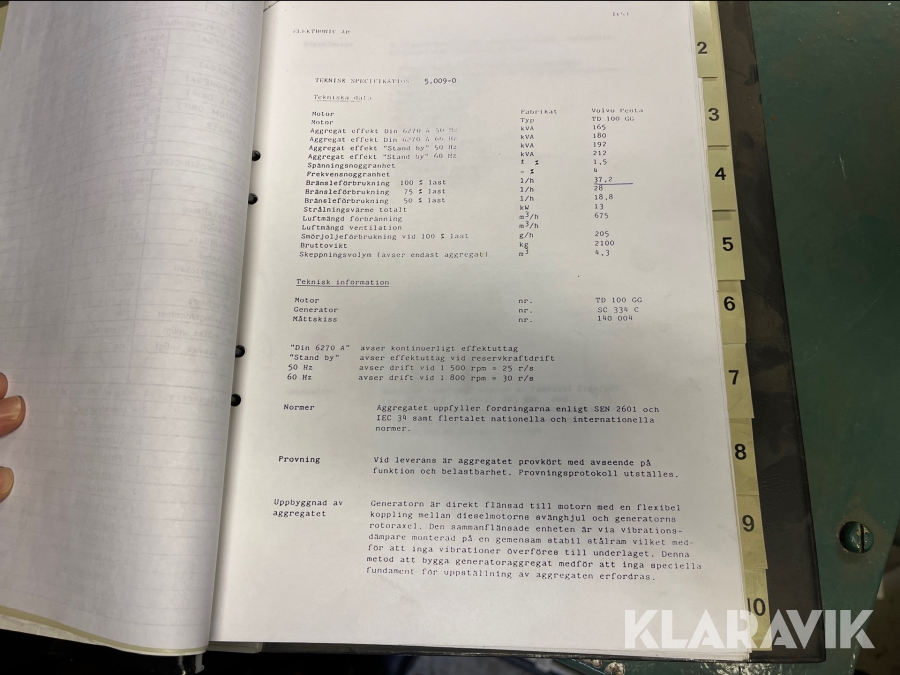 ELEKTRONIC AB
TEKNISK SPECIFIKATION 5.009-0
Tekniska data
Motor Fabrikat Volvo Penta
Motor Typ TD 100 GG
Aggregat effekt Din 6270 A 50 Hz kVA 165
Aggregat effekt Din 6270 A 60 Hz kVA 180
Aggregat effekt "Stand by" 50 Hz kVA 192
Aggregat effekt "Stand by" 60 Hz kVA 212
Spänningsnoggranhet ± % 1,5
Frekvensnoggranhet - % 4
Bränsleförbrukning 100 % last l/h 37,2
Bränsleförbrukning 75 % last l/h 28
Bränsleförbrukning 50 % last l/h 18,8
Strålningsvärme totalt kW 13
Luftmängd förbränning m3/h 675
Luftmängd ventilation m3/h
Smörjoljeförbrukning vid 100 % last g/h 205
Bruttovikt kg 2100
Skeppningsvolym (avser endast aggregat) m3 4,3
Teknisk information
Motor nr. TD 100 GG
Generator nr. SC 334 C
Måttskiss nr. 140 004
"Din 6270 A" avser kontinuerligt effektuttag
"Stand by" avser effektuttag vid reservkraftdrift
50 Hz avser drift vid 1 500 rpm = 25 r/s
60 Hz avser drift vid 1 800 rpm = 30 r/s
Normer Aggregatet uppfyller fordringarna enligt SEN 2601 och
IEC 34 samt flertalet nationella och internationella
normer.
Provning Vid leverans är aggregatet provkört med avseende på
funktion och belastbarhet. Provningsprotokoll utställes.
Uppbyggnad av Generatorn är direkt flänsad till motorn med en flexibel
aggregatet koppling mellan dieselmotorns svänghjul och generatorns
rotoraxel. Den sammanflänsade enheten är via vibrations-
dämpare monterad på en gemensam stabil stålram vilket med-
för att inga vibrationer överföres till underlaget. Denna
metod att bygga generatoraggregat medför att inga speciella
fundament för uppställning av aggregaten erfordras.
2
3
4
5
6
7
8
9
10
KLARAVIK